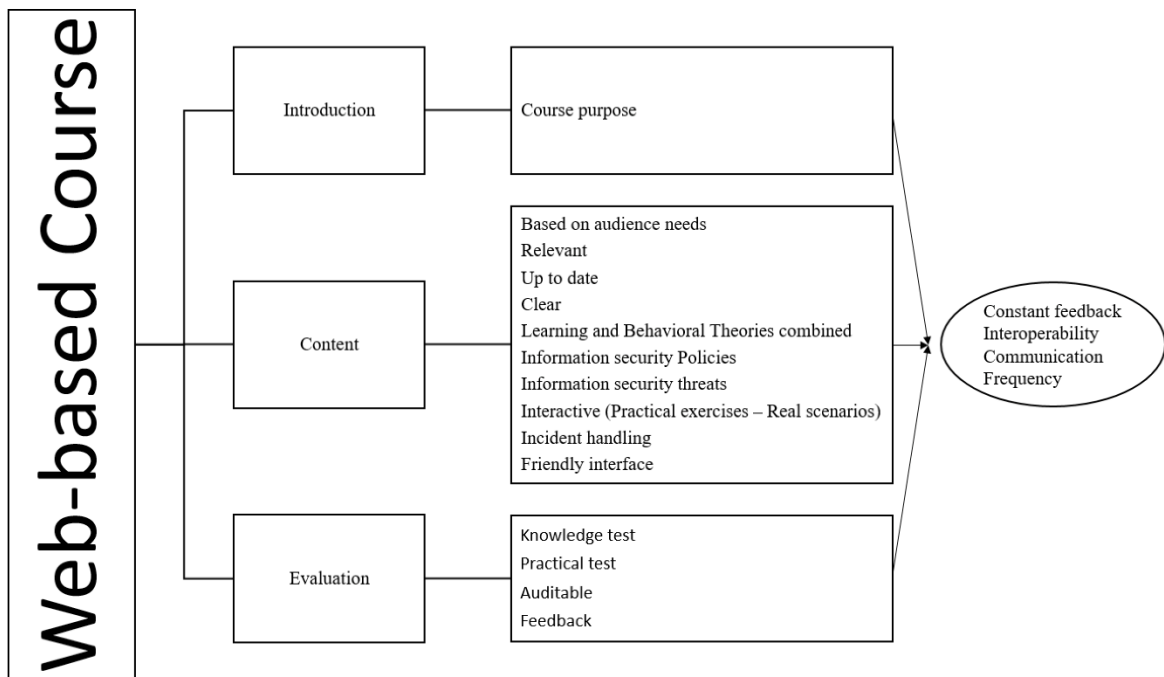 Web-based Course
Introduction
Course purpose
Content
Based on audience needs
Relevant
Up to date
Clear
Learning and Behavioral Theories combined
Information security Policies
Information security threats
Interactive (Practical exercises – Real scenarios)
Incident handling
Friendly interface
Evaluation
Knowledge test
Practical test
Auditable
Feedback
Constant feedback
Interoperability
Communication
Frequency